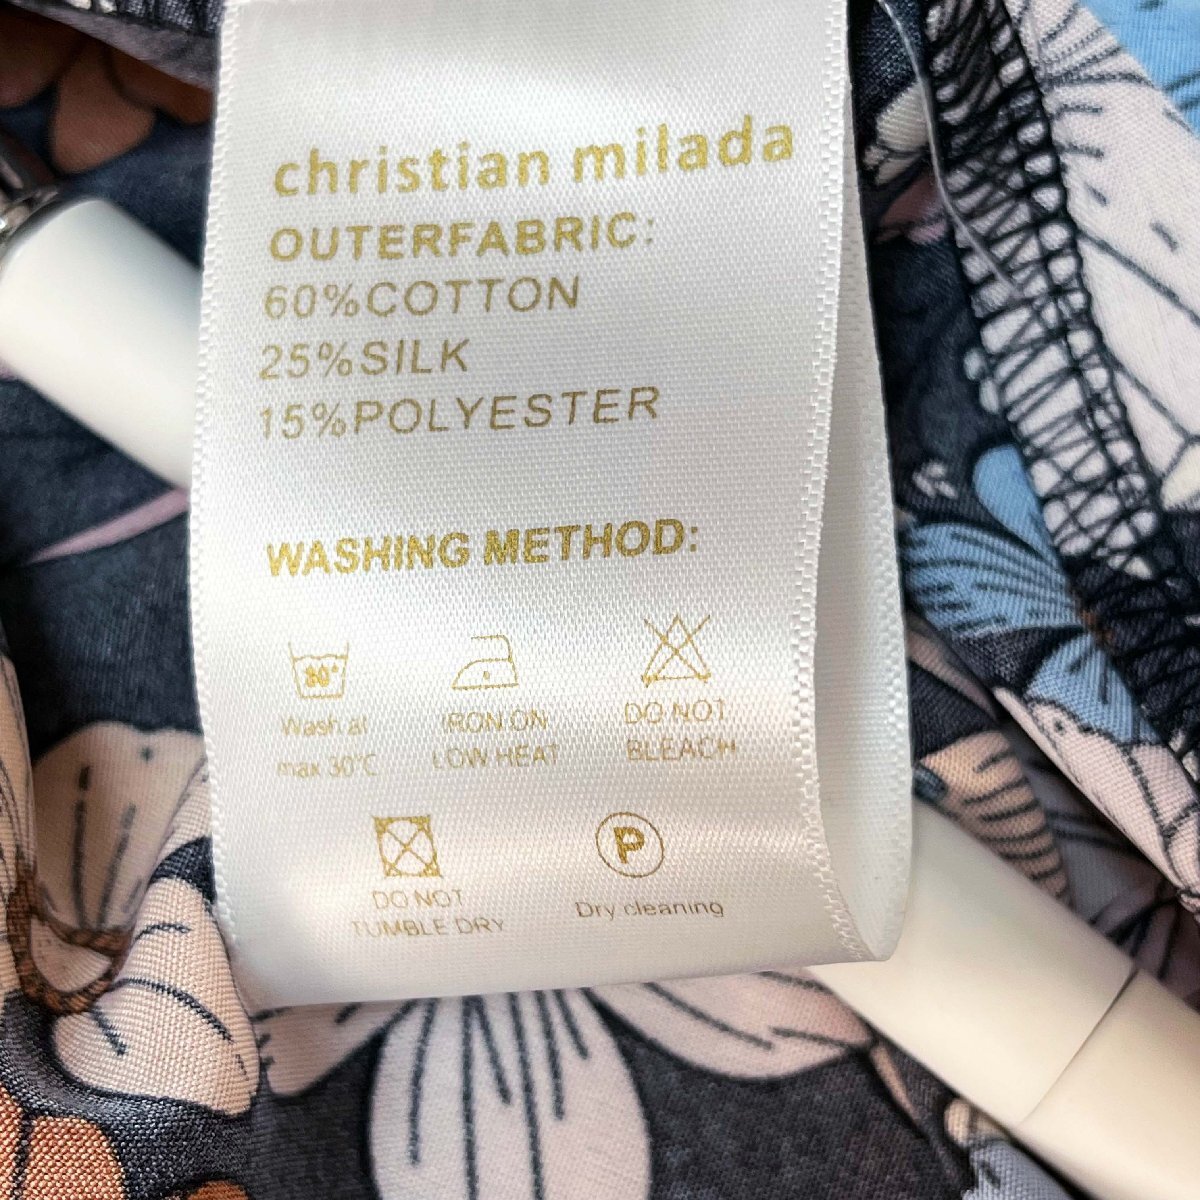 christian milada
OUTERFABRIC:
60%COTTON
25%SILK
15%POLYESTER
WASHING METHOD:
30°
Wash at
max 30°C
IRON ON
LOW HEAT
DO NOT
BLEACH
DO NOT
TUMBLE DRY
P
Dry cleaning